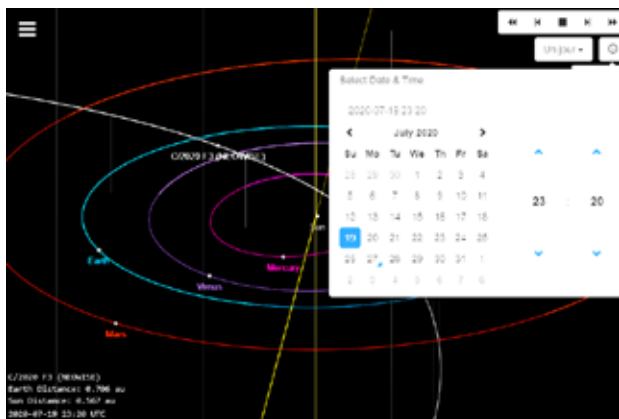 Un jour
Select Date & Time
2020-07-19 23:20
July 2020
Su Mo Tu We Th Fr Sa
28 29 30 1 2 3 4
5 6 7 8 9 10 11
12 13 14 15 16 17 18
19 20 21 22 23 24 25
26 27 28 29 30 31 1
2 3 4 5 6 7 8
23 : 20
C/2020 F3 (NEOWISE)
Sun
Earth
Mercury
Venus
Mars
C/2020 F3 (NEOWISE)
Earth Distance: 0.706 au
Sun Distance: 0.567 au
2020-07-19 23:20 UTC